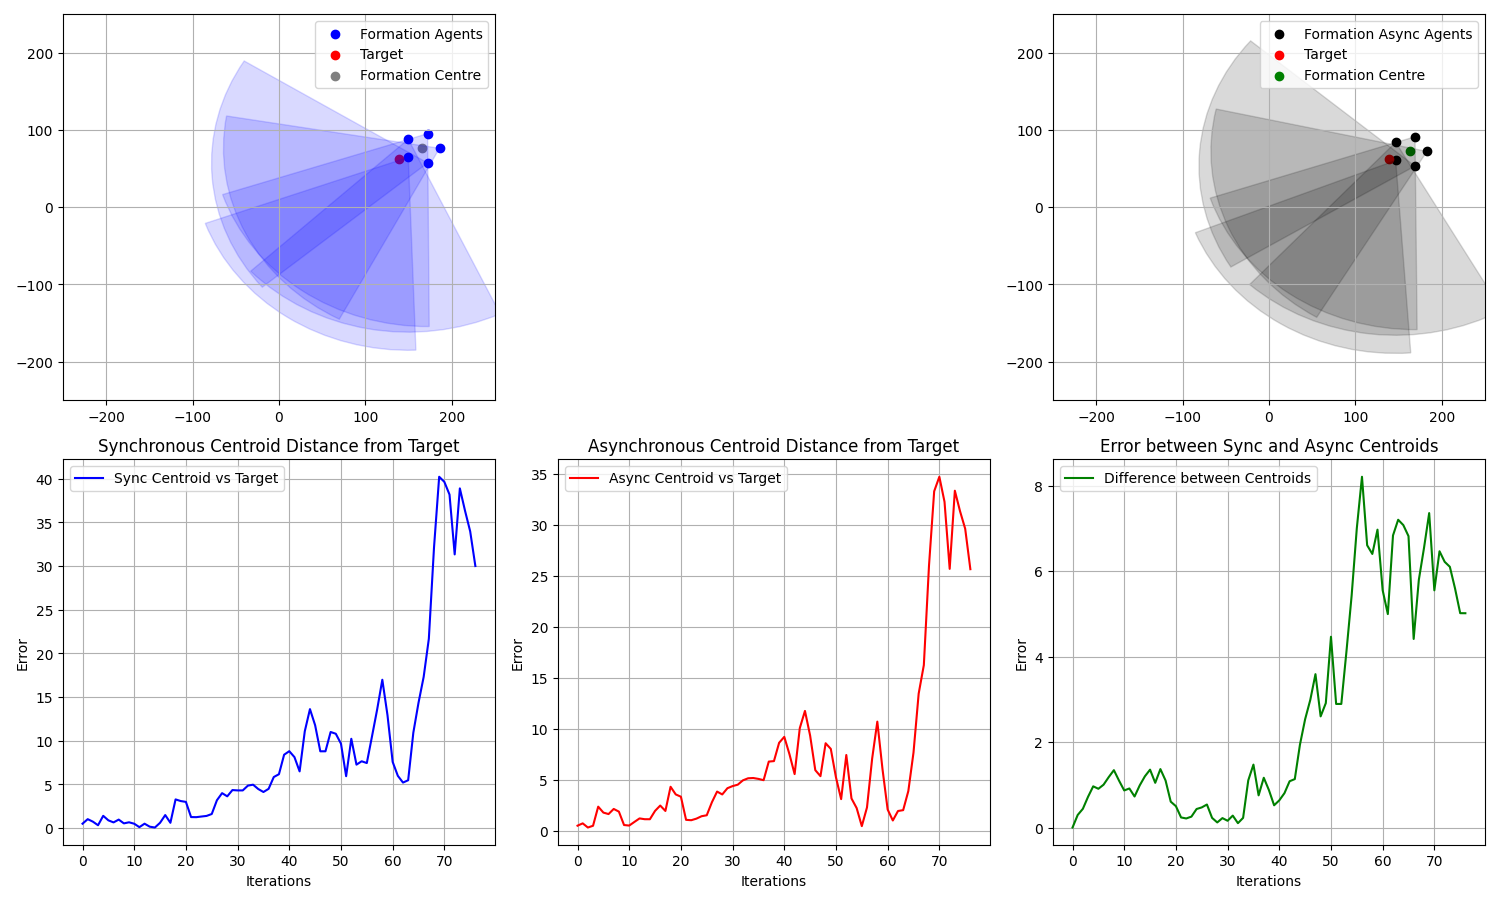 Formation Agents
Target
Formation Centre
200
100
0
−100
−200
−200 −100 0 100 200
Formation Async Agents
Target
Formation Centre
200
100
0
−100
−200
−200 −100 0 100 200
Synchronous Centroid Distance from Target
Sync Centroid vs Target
Error
40
35
30
25
20
15
10
5
0
0 10 20 30 40 50 60 70
Iterations
Asynchronous Centroid Distance from Target
Async Centroid vs Target
Error
35
30
25
20
15
10
5
0
0 10 20 30 40 50 60 70
Iterations
Error between Sync and Async Centroids
Difference between Centroids
Error
8
6
4
2
0
0 10 20 30 40 50 60 70
Iterations